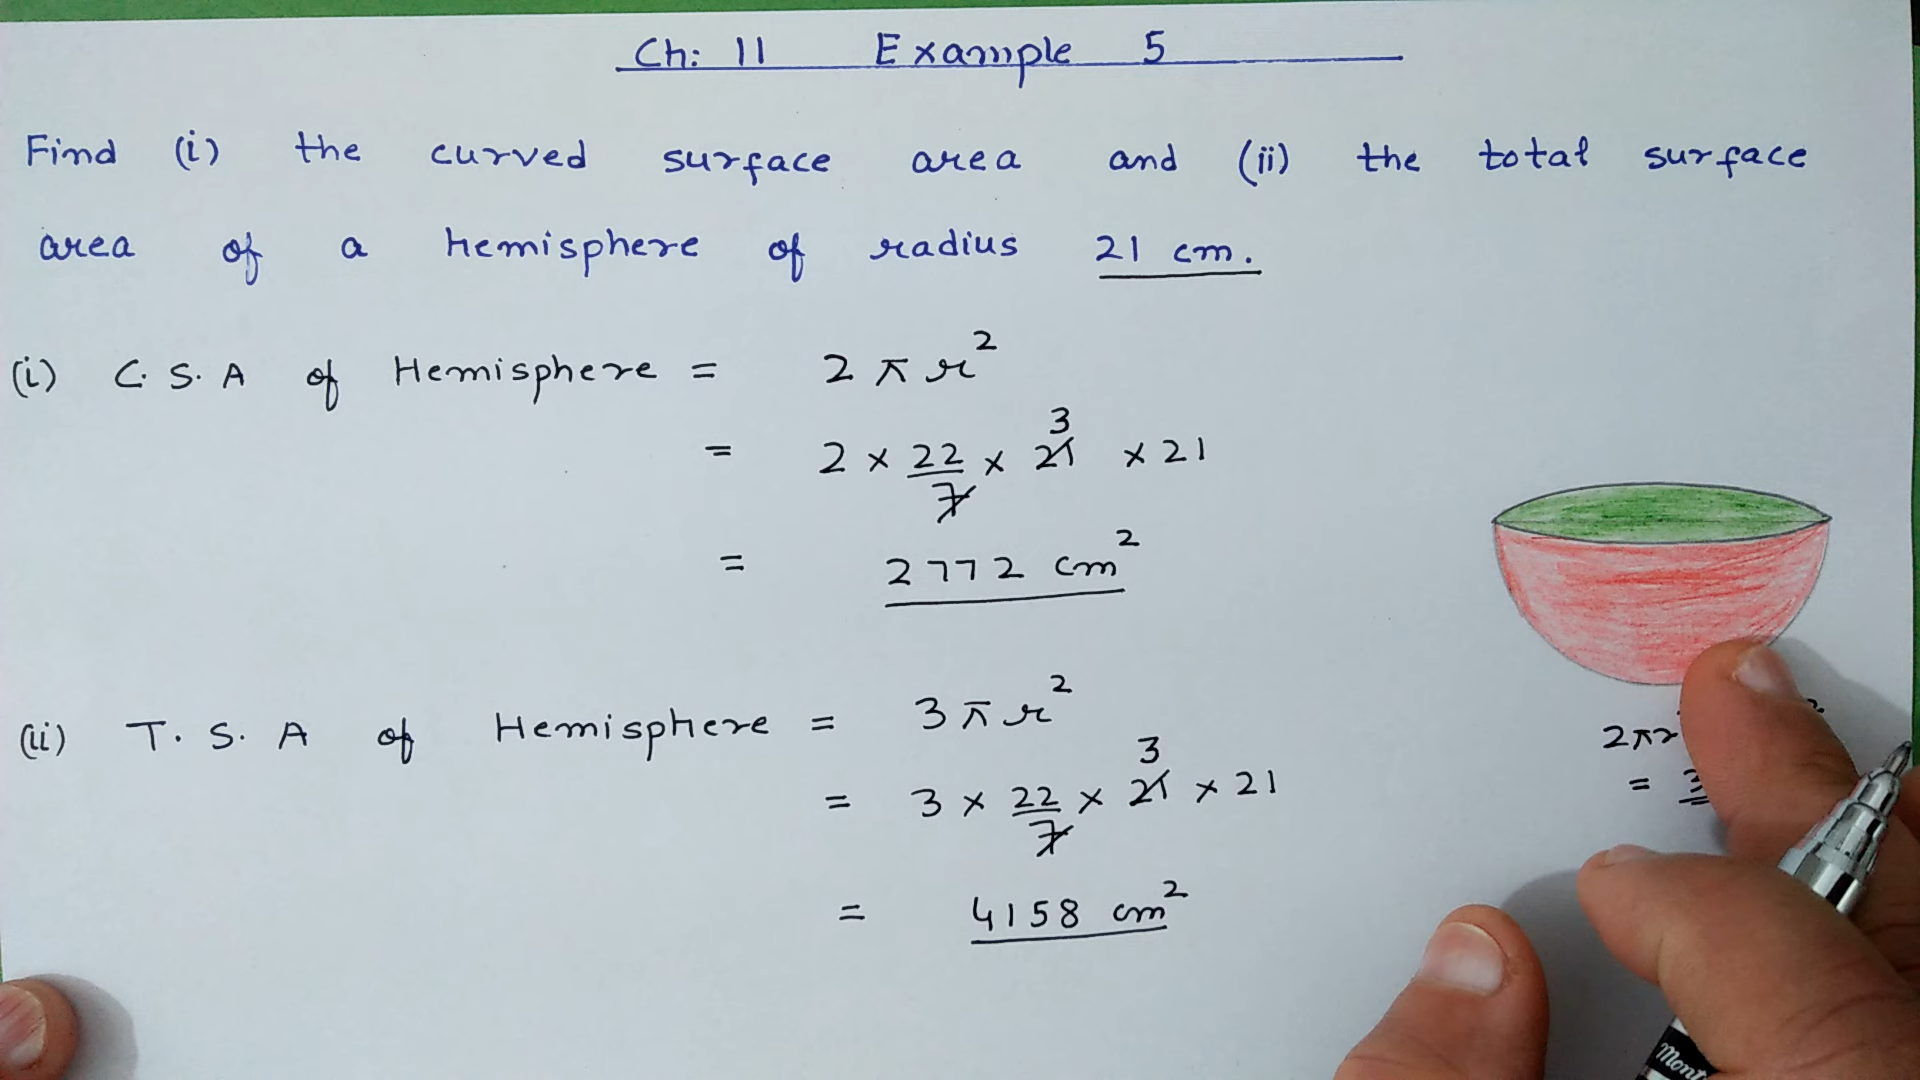 Ch: 11 Example 5
Find (i) the curved surface area and (ii) the total surface
area of a hemisphere of radius 21 cm.
(i) C. S. A of Hemisphere = 2πr²
= 2 × 22/7 × 21 × 21
3
= 2772 cm²
(ii) T. S. A of Hemisphere = 3πr²
= 3 × 22/7 × 21 × 21
3
= 4158 cm²
2πr
= 3